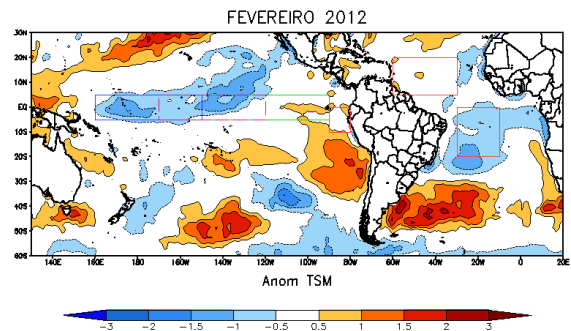 FEVEREIRO 2012
30N
20N
10N
EQ
10S
20S
30S
40S
50S
60S
140E 160E 180 160W 140W 120W 100W 80W 60W 40W 20W 0 20E
Anom TSM
-3 -2 -1.5 -1 -0.5 0.5 1 1.5 2 3